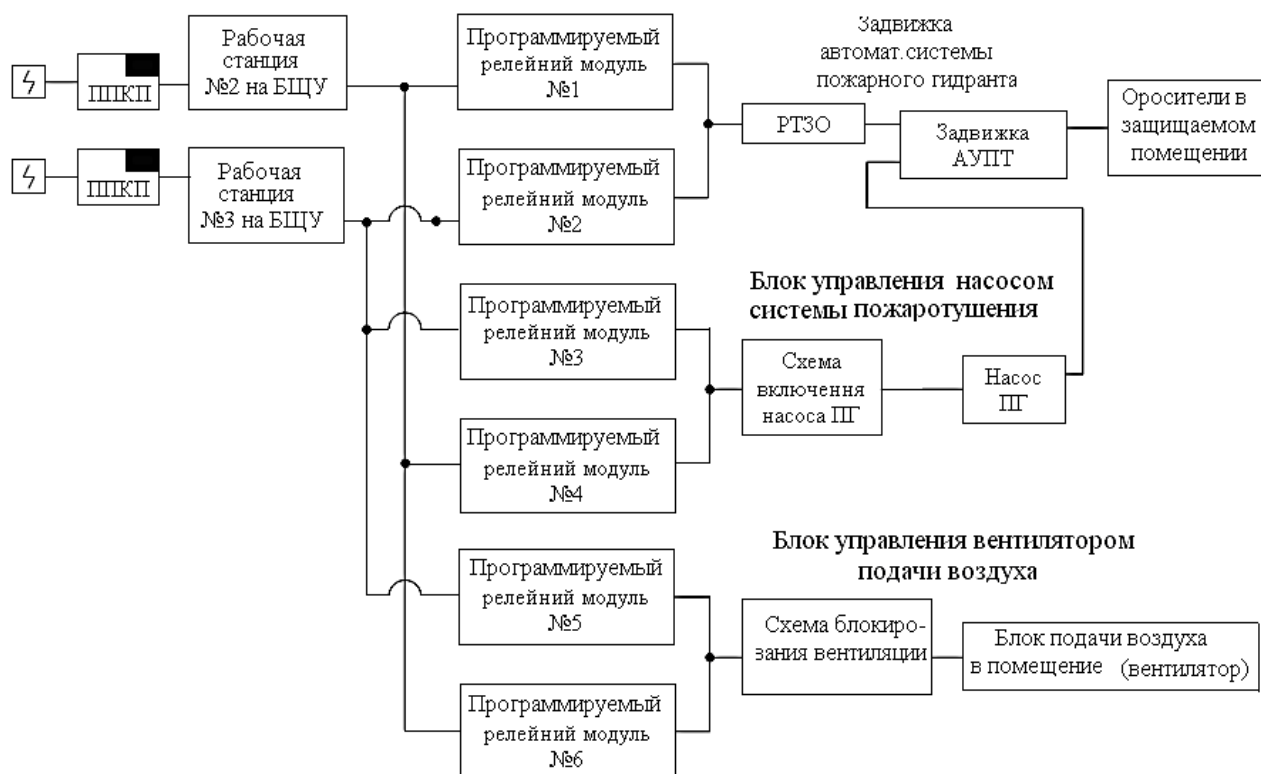 Рабочая
станция
№2 на БЩУ
ППКП
Программируемый
релейний модуль
№1
Задвижка
автомат.системы
пожарного гидранта
РТЗО
Задвижка
АУПТ
Оросители в
защищаемом
помещении
ППКП
Рабочая
станция
№3 на БЩУ
Программируемый
релейний модуль
№2
Программируемый
релейний модуль
№3
Блок управления насосом
системы пожаротушения
Схема
включення
насоса ПГ
Насос
ПГ
Программируемый
релейний модуль
№4
Программируемый
релейний модуль
№5
Блок управления вентилятором
подачи воздуха
Схема блокиро-
зания вентиляции
Блок подачи воздуха
в помещение (вентилятор)
Программируемый
релейний модуль
№6